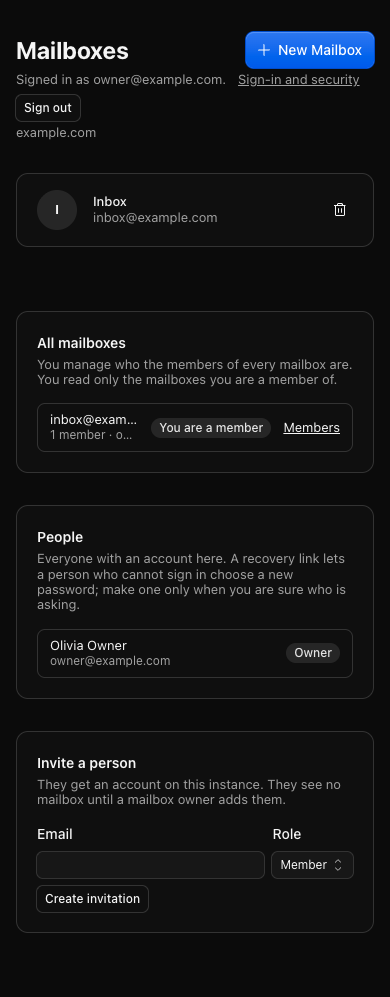 Mailboxes
New Mailbox
Signed in as owner@example.com. Sign-in and security
Sign out
example.com
I
Inbox
inbox@example.com
All mailboxes
You manage who the members of every mailbox are.
You read only the mailboxes you are a member of.
inbox@exam...
1 member · o...
You are a member
Members
People
Everyone with an account here. A recovery link lets
a person who cannot sign in choose a new
password; make one only when you are sure who is
asking.
Olivia Owner
owner@example.com
Owner
Invite a person
They get an account on this instance. They see no
mailbox until a mailbox owner adds them.
Email Role
Member
Create invitation